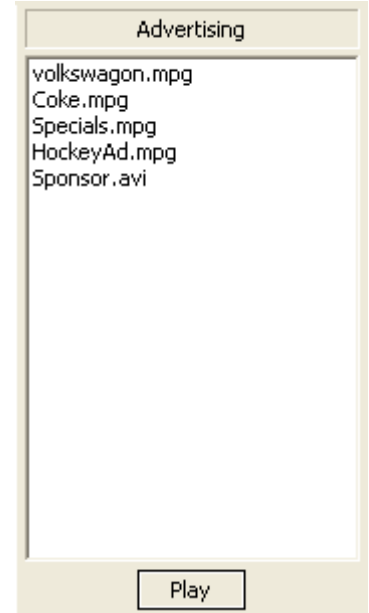 Advertising
volkswagon.mpg
Coke.mpg
Specials.mpg
HockeyAd.mpg
Sponsor.avi
Play